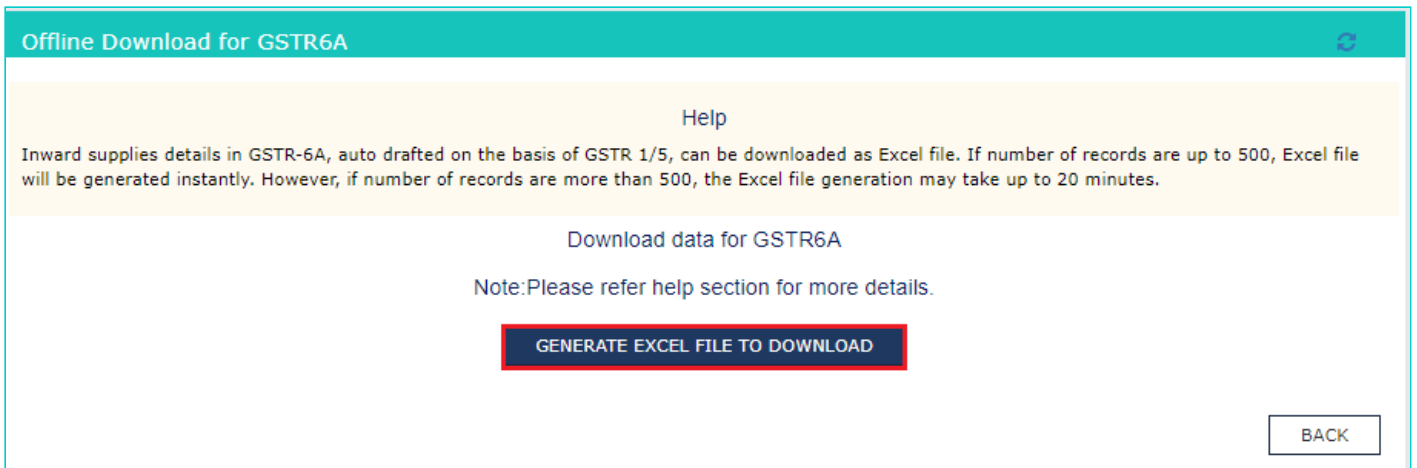 Offline Download for GSTR6A
Help
Inward supplies details in GSTR-6A, auto drafted on the basis of GSTR 1/5, can be downloaded as Excel file. If number of records are up to 500, Excel file
will be generated instantly. However, if number of records are more than 500, the Excel file generation may take up to 20 minutes.
Download data for GSTR6A
Note:Please refer help section for more details.
GENERATE EXCEL FILE TO DOWNLOAD
BACK